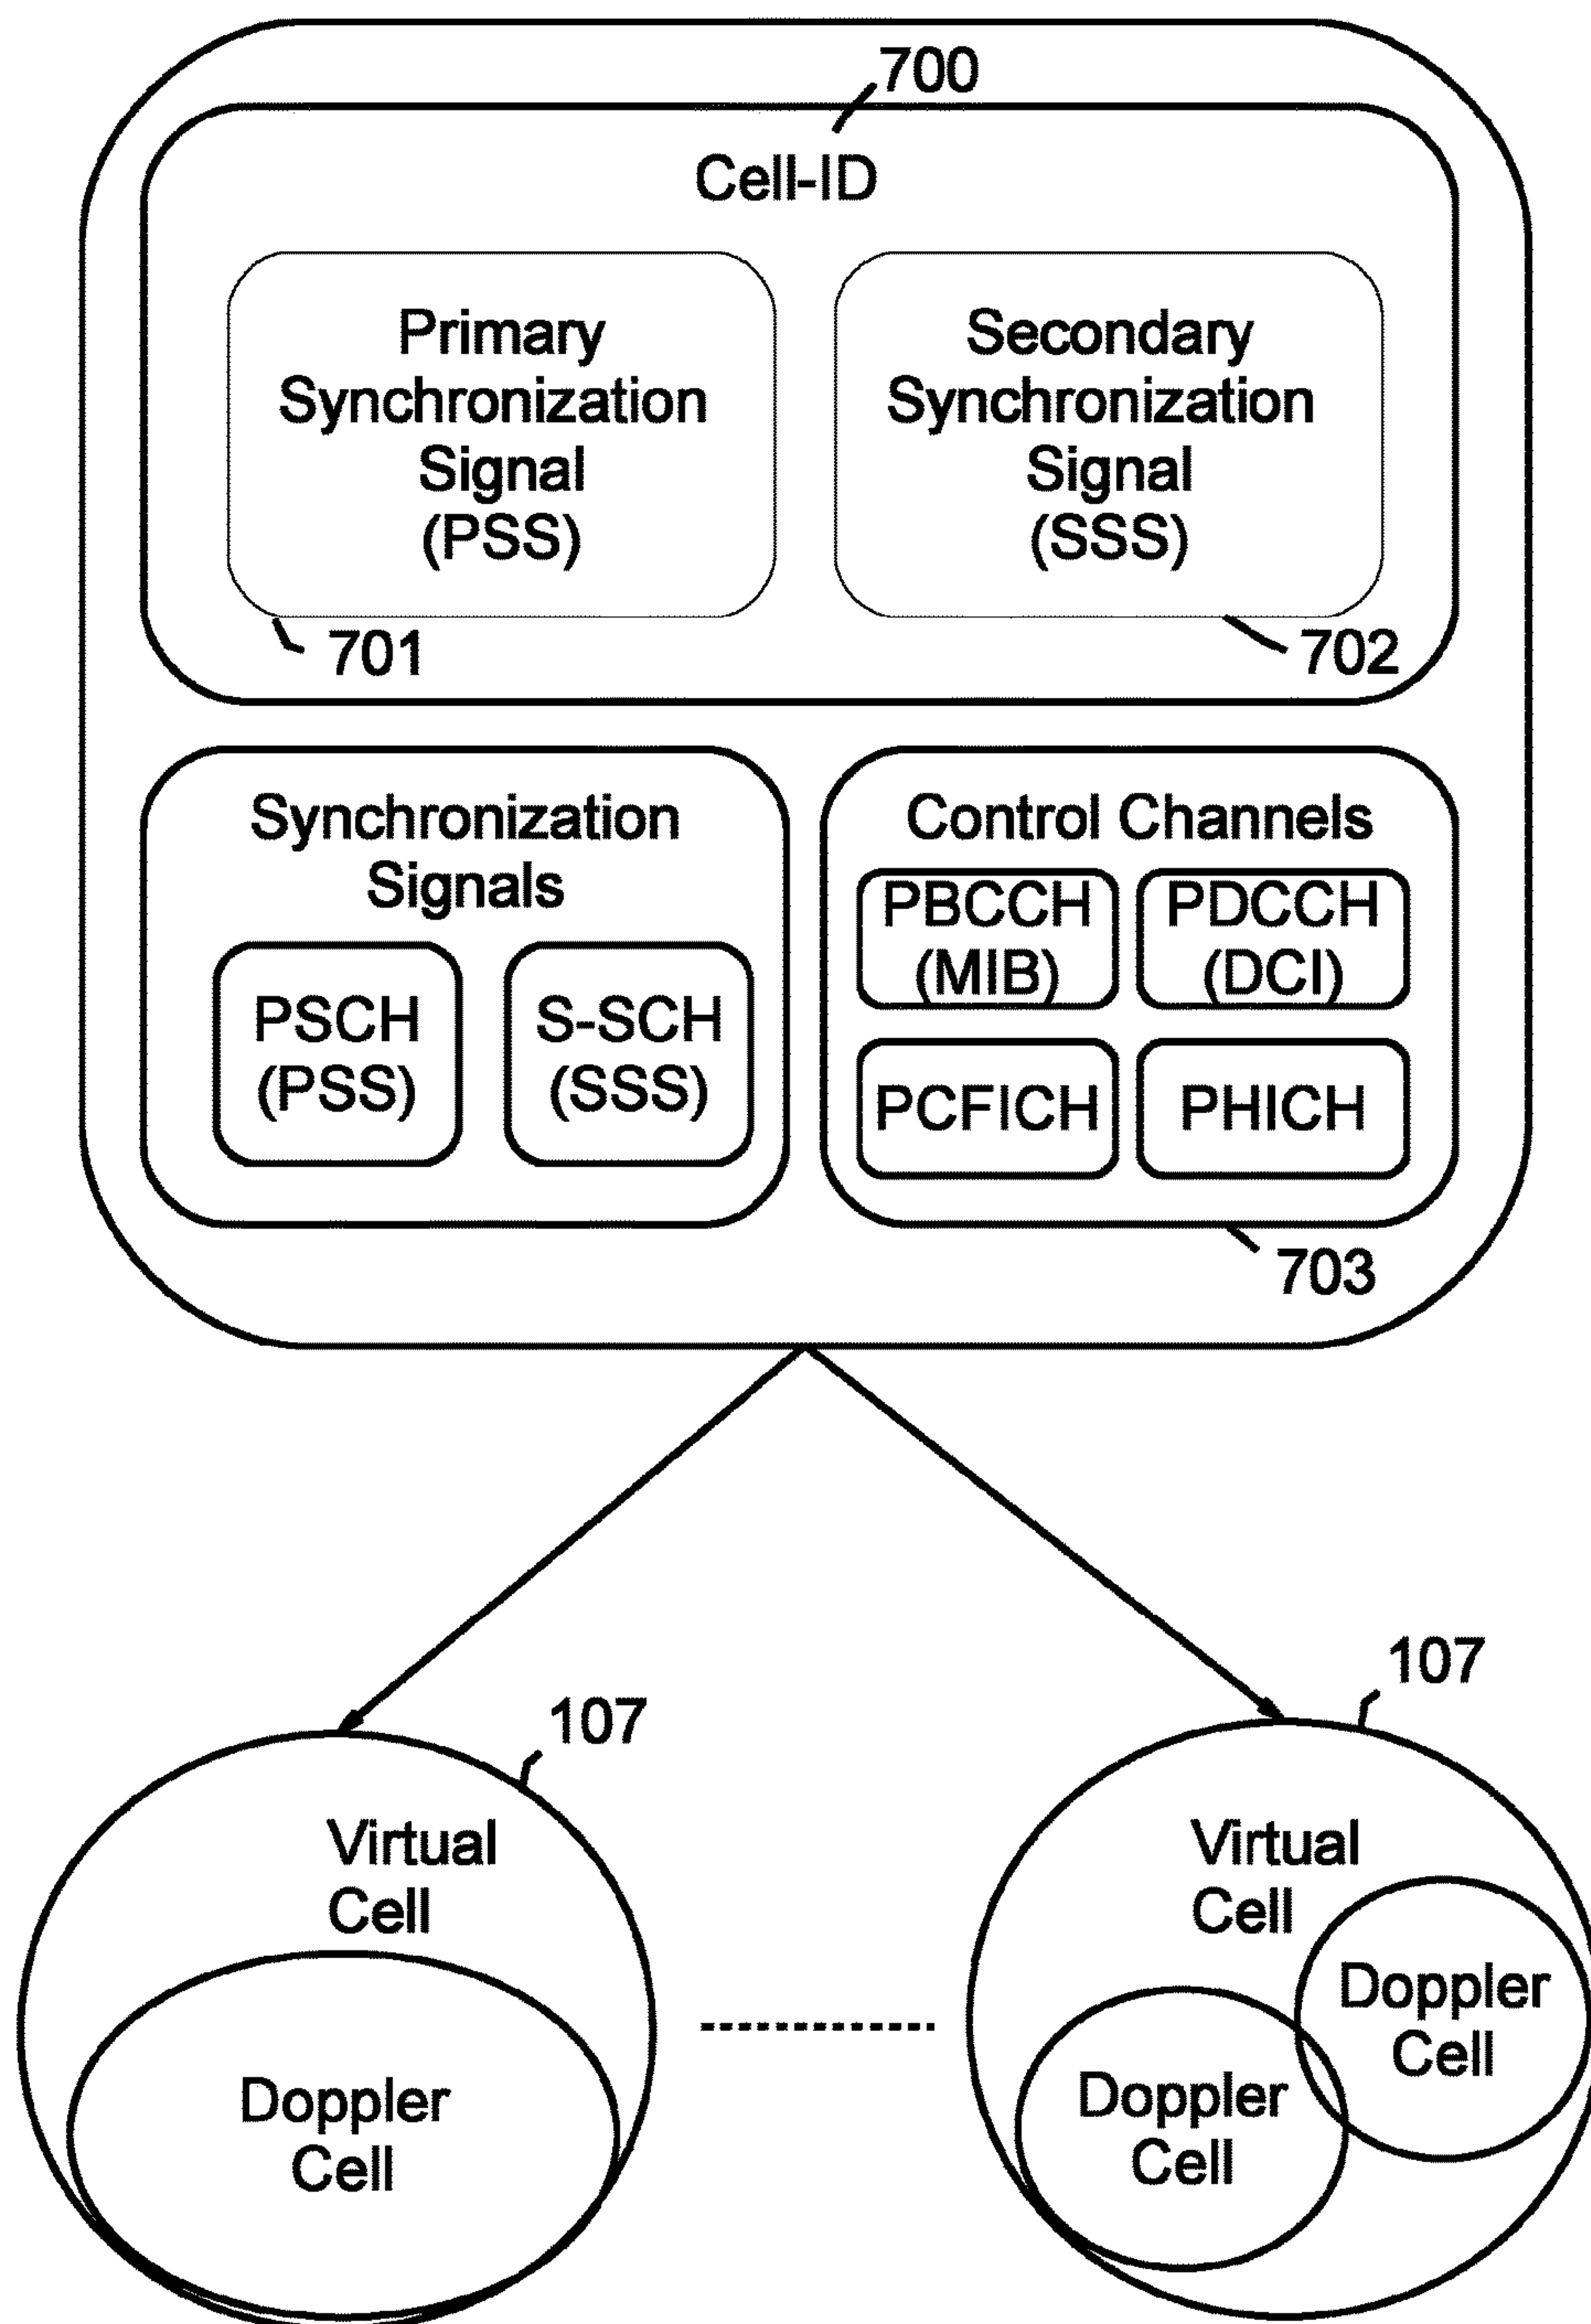 700
Cell-ID
Primary
Synchronization
Signal
(PSS)
Secondary
Synchronization
Signal
(SSS)
701
702
Synchronization
Signals
PSCH
(PSS)
S-SCH
(SSS)
Control Channels
PBCCH
(MIB)
PDCCH
(DCI)
PCFICH
PHICH
703
107
Virtual
Cell
Doppler
Cell
107
Virtual
Cell
Doppler
Cell
Doppler
Cell